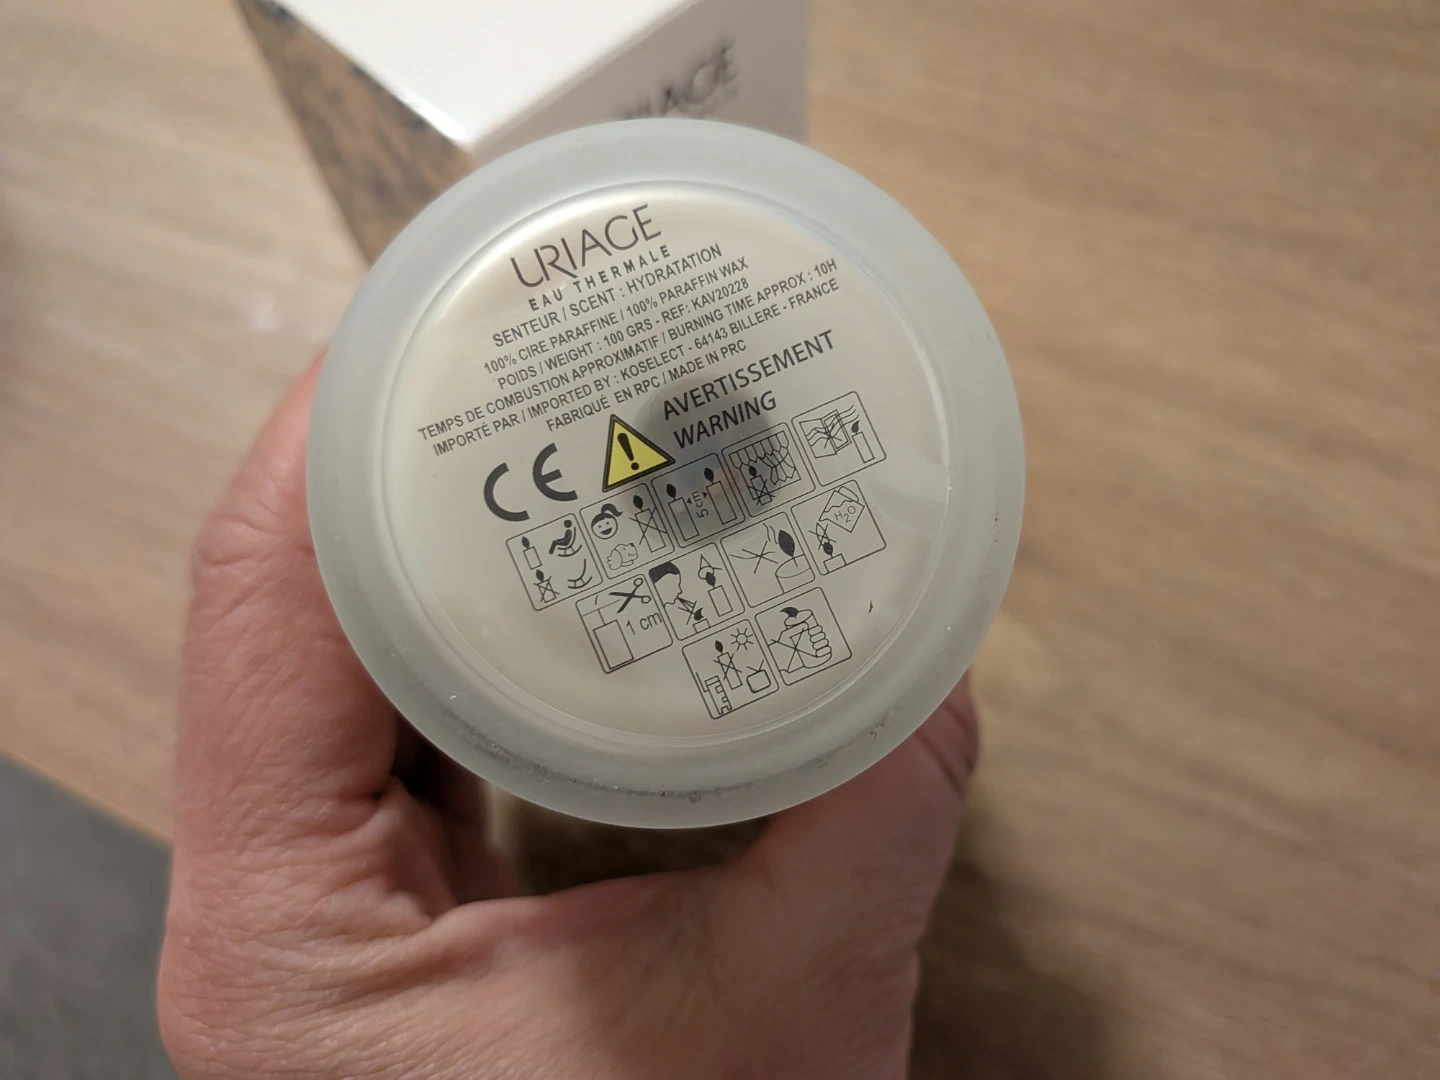 URIAGE
EAU THERMALE
SENTEUR / SCENT : HYDRATATION
100% CIRE PARAFFINE / 100% PARAFFIN WAX
POIDS / WEIGHT : 100 GRS - REF: KAV20228
TEMPS DE COMBUSTION APPROXIMATIF / BURNING TIME APPROX : 10H
IMPORTÉ PAR / IMPORTED BY : KOSELECT - 64143 BILLERE - FRANCE
FABRIQUÉ EN RPC / MADE IN PRC
CE
AVERTISSEMENT
WARNING
5cm
H2O
1 cm